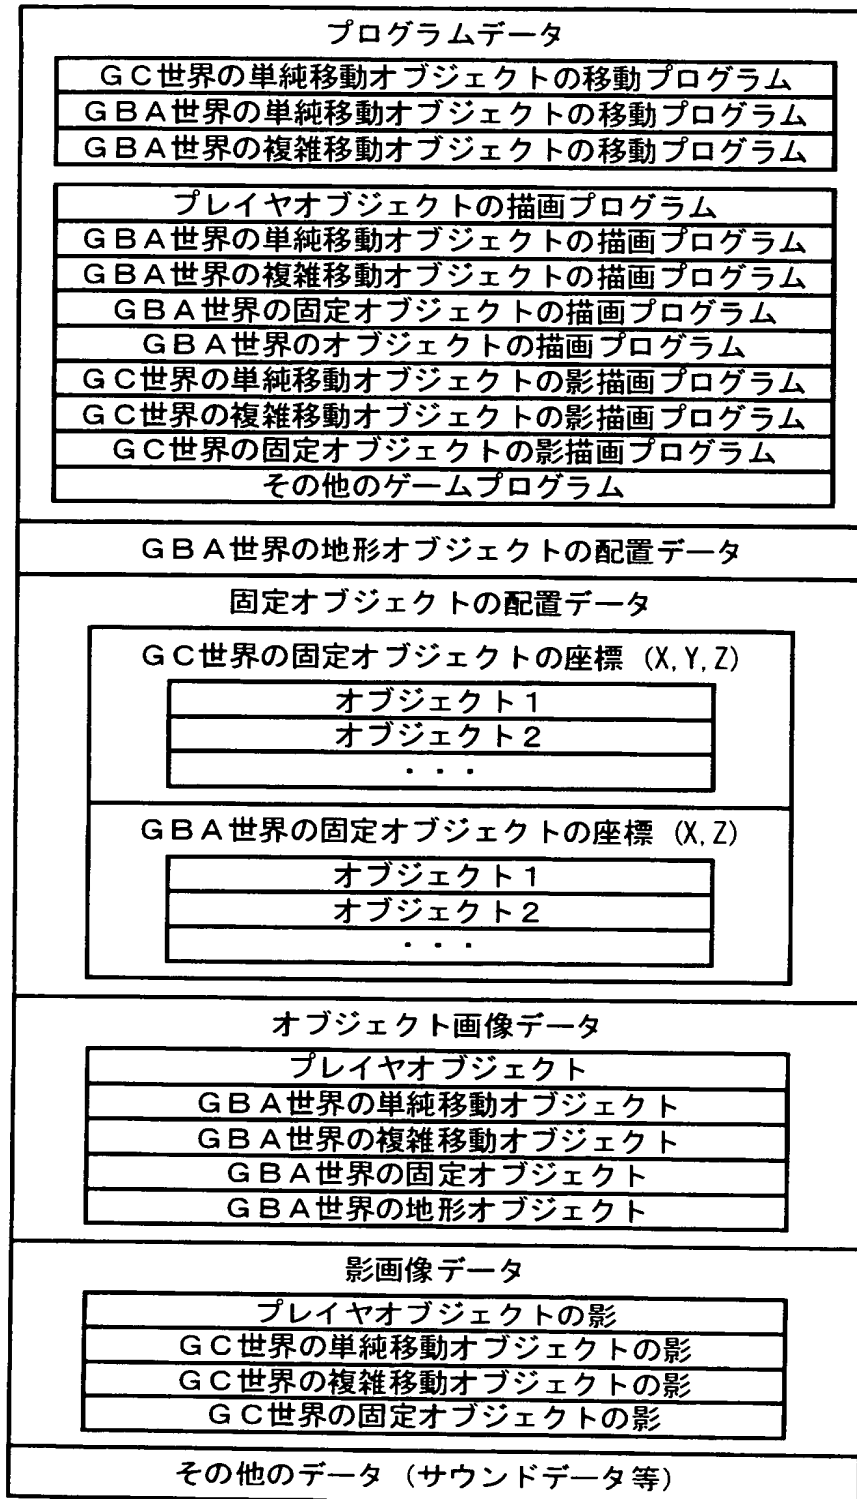 プログラムデータ
GC世界の単純移動オブジェクトの移動プログラム
GBA世界の単純移動オブジェクトの移動プログラム
GBA世界の複雑移動オブジェクトの移動プログラム
プレイヤオブジェクトの描画プログラム
GBA世界の単純移動オブジェクトの描画プログラム
GBA世界の複雑移動オブジェクトの描画プログラム
GBA世界の固定オブジェクトの描画プログラム
GBA世界のオブジェクトの描画プログラム
GC世界の単純移動オブジェクトの影描画プログラム
GC世界の複雑移動オブジェクトの影描画プログラム
GC世界の固定オブジェクトの影描画プログラム
その他のゲームプログラム
GBA世界の地形オブジェクトの配置データ
固定オブジェクトの配置データ
GC世界の固定オブジェクトの座標 (X,Y,Z)
オブジェクト1
オブジェクト2
・・・
GBA世界の固定オブジェクトの座標 (X,Z)
オブジェクト1
オブジェクト2
・・・
オブジェクト画像データ
プレイヤオブジェクト
GBA世界の単純移動オブジェクト
GBA世界の複雑移動オブジェクト
GBA世界の固定オブジェクト
GBA世界の地形オブジェクト
影画像データ
プレイヤオブジェクトの影
GC世界の単純移動オブジェクトの影
GC世界の複雑移動オブジェクトの影
GC世界の固定オブジェクトの影
その他のデータ (サウンドデータ等)